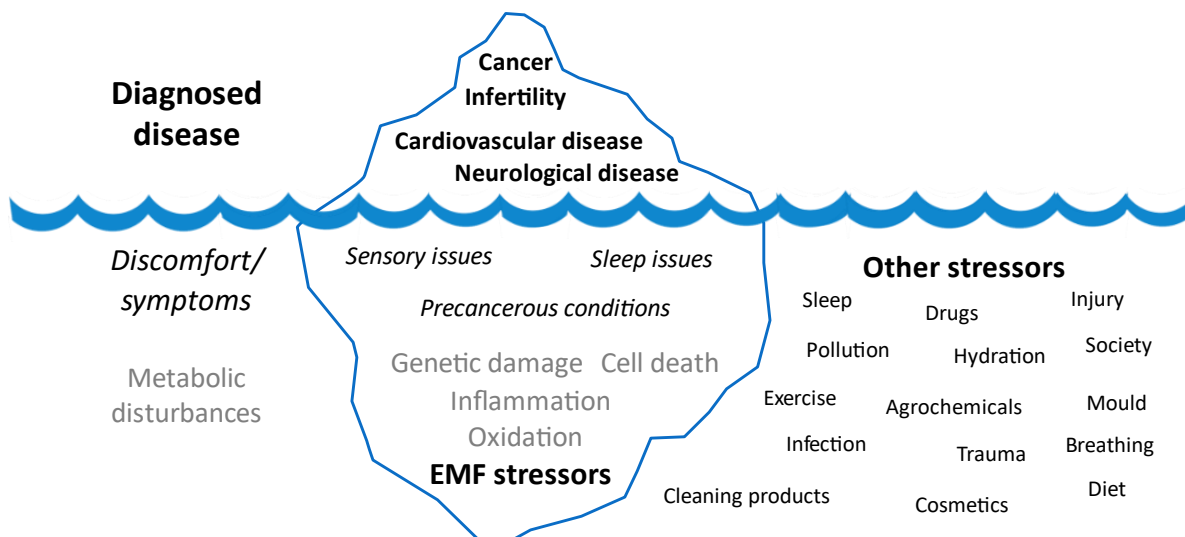 Cancer
Infertility
Diagnosed
disease
Cardiovascular disease
Neurological disease
Discomfort/
symptoms
Sensory issues
Sleep issues
Precancerous conditions
Metabolic
disturbances
Genetic damage
Cell death
Inflammation
Oxidation
EMF stressors
Other stressors
Sleep
Drugs
Injury
Pollution
Hydration
Society
Exercise
Agrochemicals
Mould
Infection
Trauma
Breathing
Cleaning products
Cosmetics
Diet